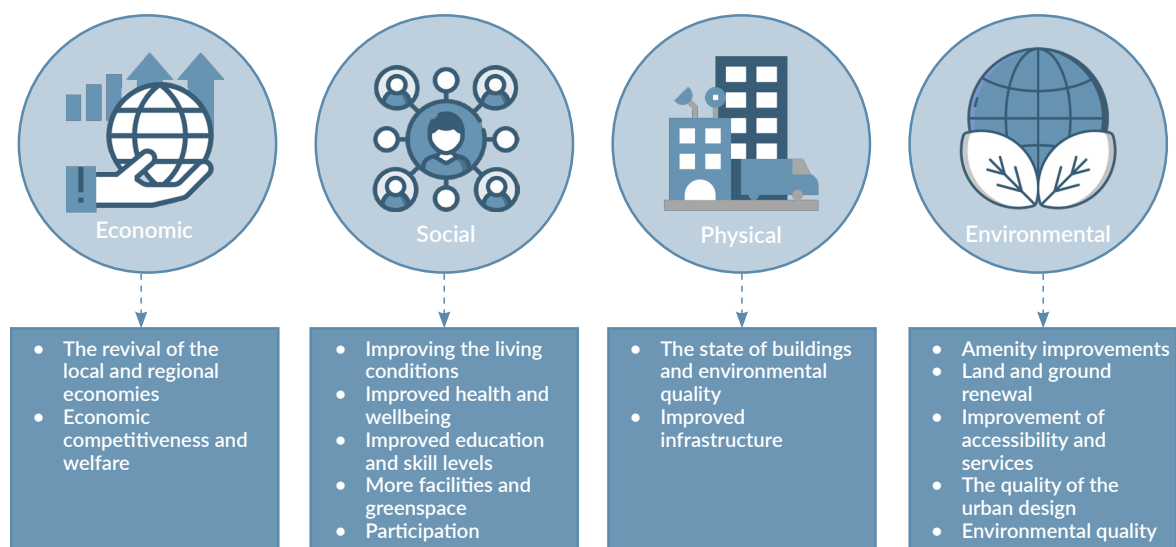 Economic
Social
Physical
Environmental
• The revival of the
local and regional
economies
• Economic
competitiveness and
welfare
• Improving the living
conditions
• Improved health and
wellbeing
• Improved education
and skill levels
• More facilities and
greenspace
• Participation
• The state of buildings
and environmental
quality
• Improved
infrastructure
• Amenity improvements
• Land and ground
renewal
• Improvement of
accessibility and
services
• The quality of the
urban design
• Environmental quality